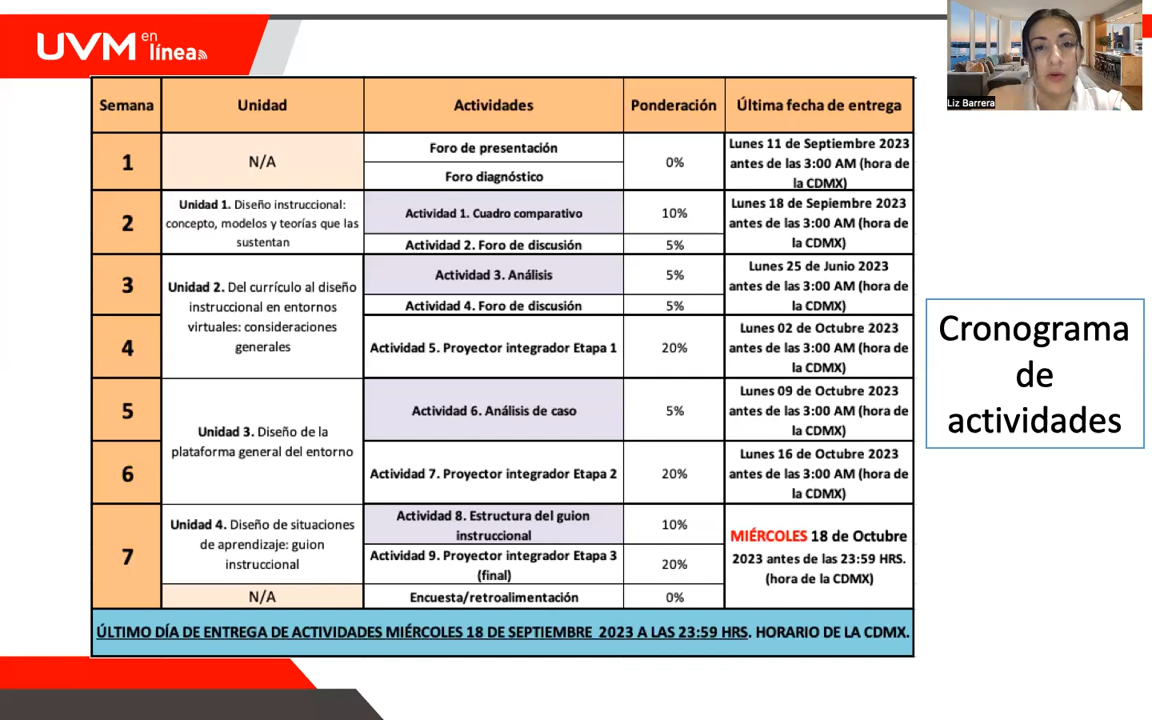 UVM en línea
Liz Barrera
Semana Unidad Actividades Ponderación Última fecha de entrega
1
N/A
Foro de presentación
Foro diagnóstico
0%
Lunes 11 de Septiembre 2023
antes de las 3:00 AM (hora de
la CDMX)
2
Unidad 1. Diseño instruccional:
concepto, modelos y teorías que las
sustentan
Actividad 1. Cuadro comparativo
10%
Actividad 2. Foro de discusión
5%
Lunes 18 de Sepiembre 2023
antes de las 3:00 AM (hora de
la CDMX)
3
Unidad 2. Del currículo al diseño
instruccional en entornos
virtuales: consideraciones
generales
Actividad 3. Análisis
5%
Actividad 4. Foro de discusión
5%
Lunes 25 de Junio 2023
antes de las 3:00 AM (hora de
la CDMX)
4
Actividad 5. Proyector integrador Etapa 1
20%
Lunes 02 de Octubre 2023
antes de las 3:00 AM (hora de
la CDMX)
5
Unidad 3. Diseño de la
plataforma general del entorno
Actividad 6. Análisis de caso
5%
Lunes 09 de Octubre 2023
antes de las 3:00 AM (hora de
la CDMX)
6
Actividad 7. Proyector integrador Etapa 2
20%
Lunes 16 de Octubre 2023
antes de las 3:00 AM (hora de
la CDMX)
7
Unidad 4. Diseño de situaciones
de aprendizaje: guion
instruccional
Actividad 8. Estructura del guion
instruccional
10%
Actividad 9. Proyector integrador Etapa 3
(final)
20%
MIÉRCOLES 18 de Octubre
2023 antes de las 23:59 HRS.
(hora de la CDMX)
N/A
Encuesta/retroalimentación
0%
ÚLTIMO DÍA DE ENTREGA DE ACTIVIDADES MIÉRCOLES 18 DE SEPTIEMBRE 2023 A LAS 23:59 HRS. HORARIO DE LA CDMX.
Cronograma
de
actividades